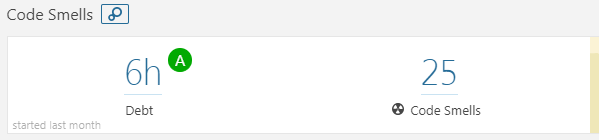 Code Smells
6h A 25
Debt Code Smells
started last month